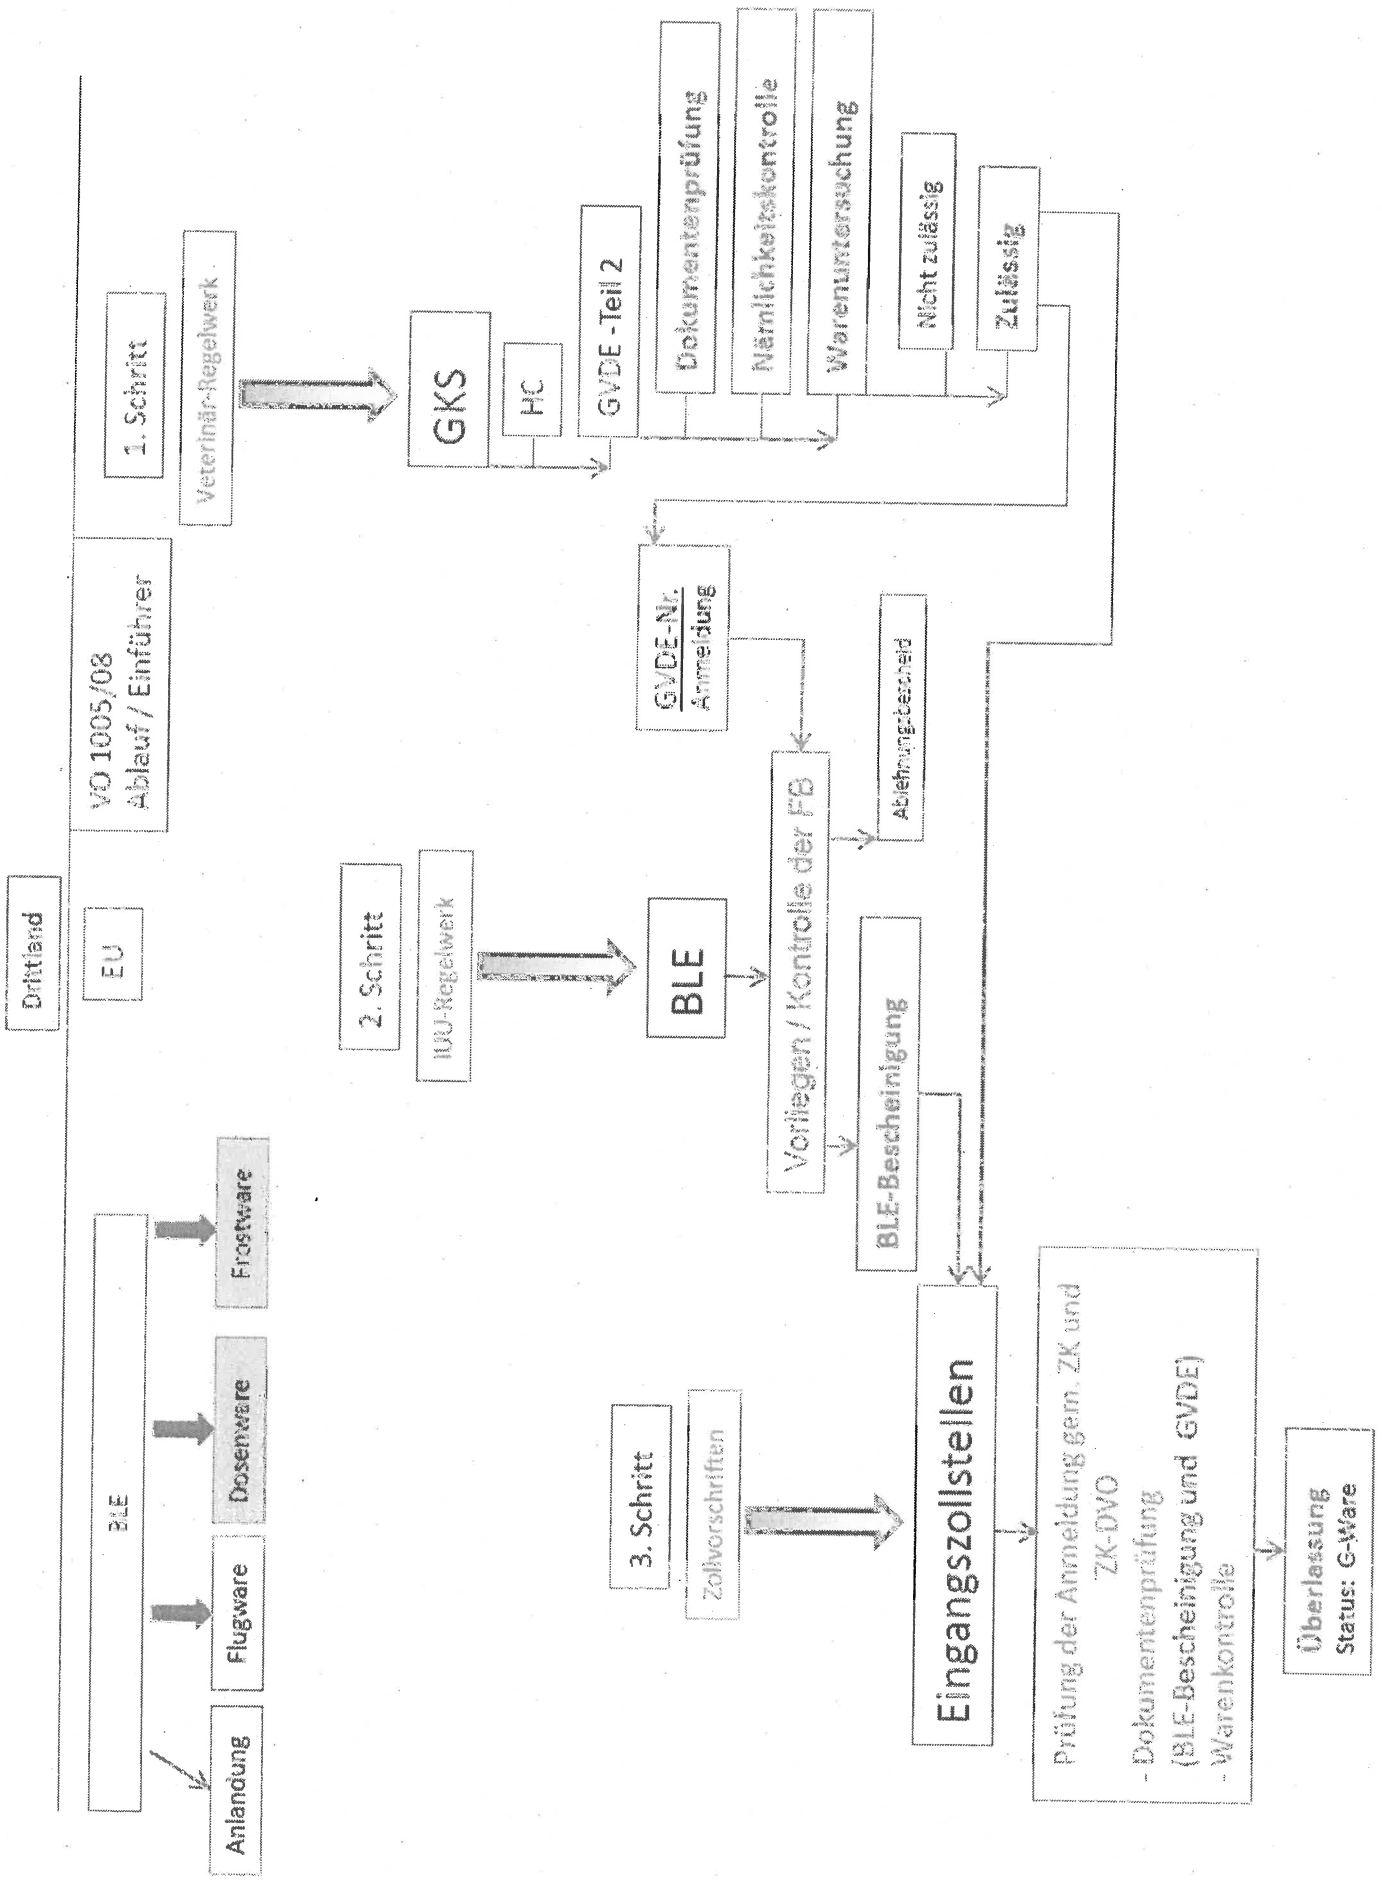 Drittland
EU
VO 1005/08
Ablauf / Einführer
BLE
Anlandung
Flugware
Dosenware
Frostware
1. Schritt
Veterinär-Regelwerk
GKS
HC
GVDE -Teil 2
Dokumentenprüfung
Nämlichkeitskontrolle
Warenuntersuchung
Nicht zulässig
Zulässig
2. Schritt
IUU-Regelwerk
BLE
GVDE-Nr.
Anmeldung
Vorliegen / Kontrolle der FB
Ablehnungsbescheid
BLE-Bescheinigung
3. Schritt
Zollvorschriften
Eingangszollstellen
Prüfung der Anmeldung gem. ZK und
ZK-DVO
- Dokumentenprüfung
(BLE-Bescheinigung und GVDE)
- Warenkontrolle
Überlassung
Status: G-Ware